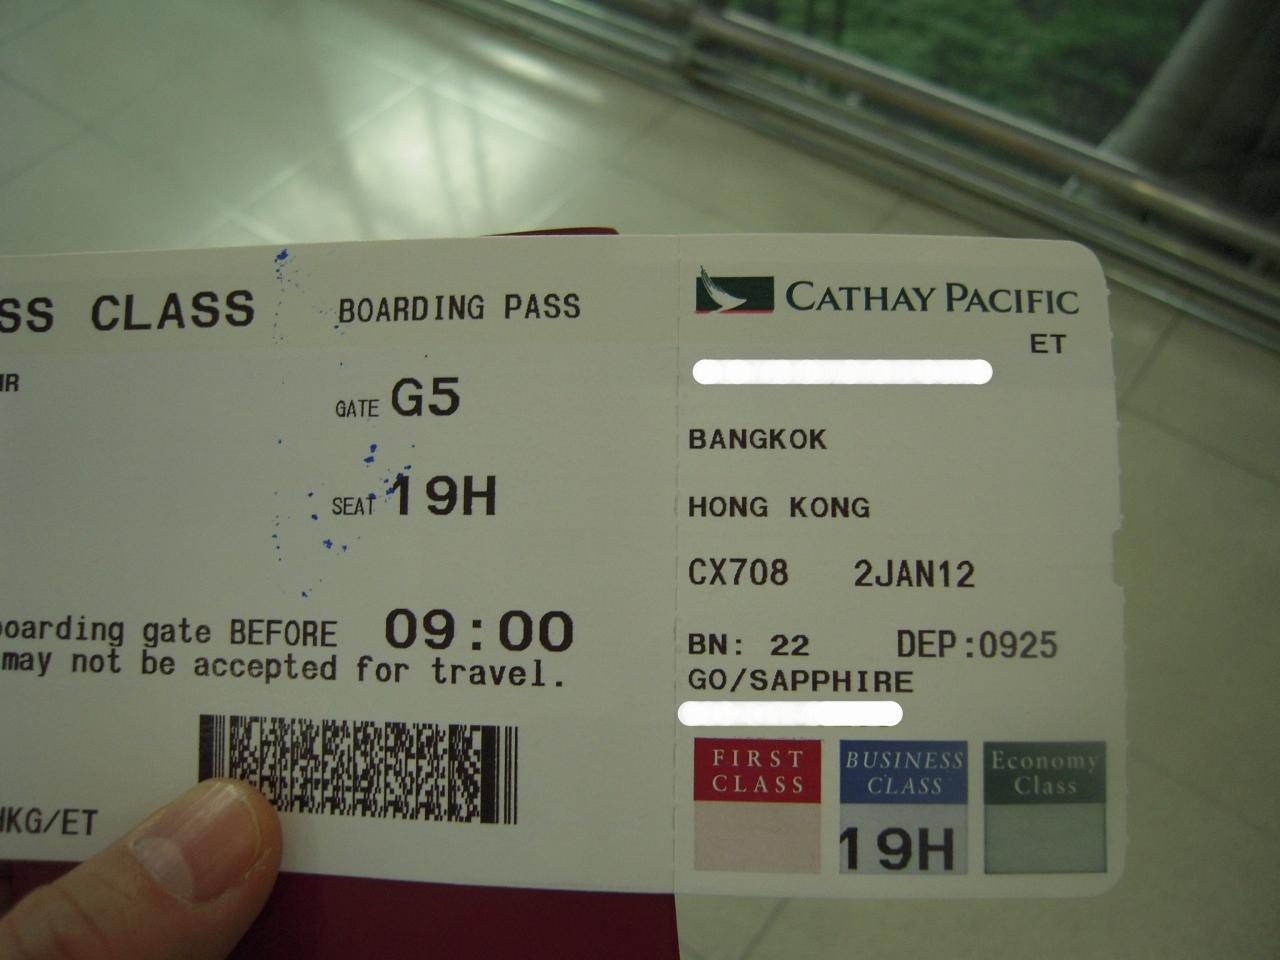 SS CLASS
BOARDING PASS
GATE G5
SEAT 19H
boarding gate BEFORE 09:00
may not be accepted for travel.
HKG/ET
CATHAY PACIFIC
ET
BANGKOK
HONG KONG
CX708 2JAN12
BN: 22 DEP:0925
GO/SAPPHIRE
FIRST CLASS
BUSINESS CLASS
Economy Class
19H